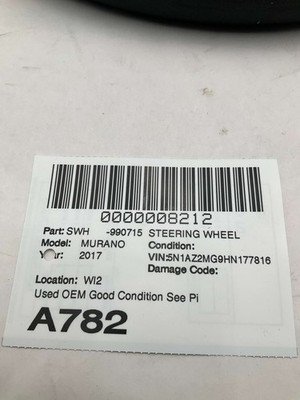 0000008212
Part: SWH -990715 STEERING WHEEL
Model: MURANO Condition:
Year: 2017 VIN:5N1AZ2MG9HN177816
Damage Code:
Location: WI2
Used OEM Good Condition See Pi
A782